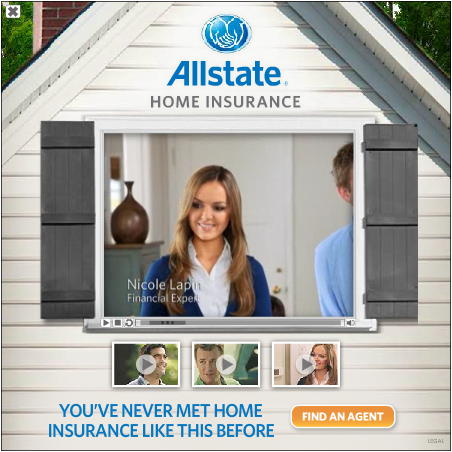 Allstate®
HOME INSURANCE
Nicole Lapin
Financial Expert
YOU'VE NEVER MET HOME
INSURANCE LIKE THIS BEFORE
FIND AN AGENT
LEGAL